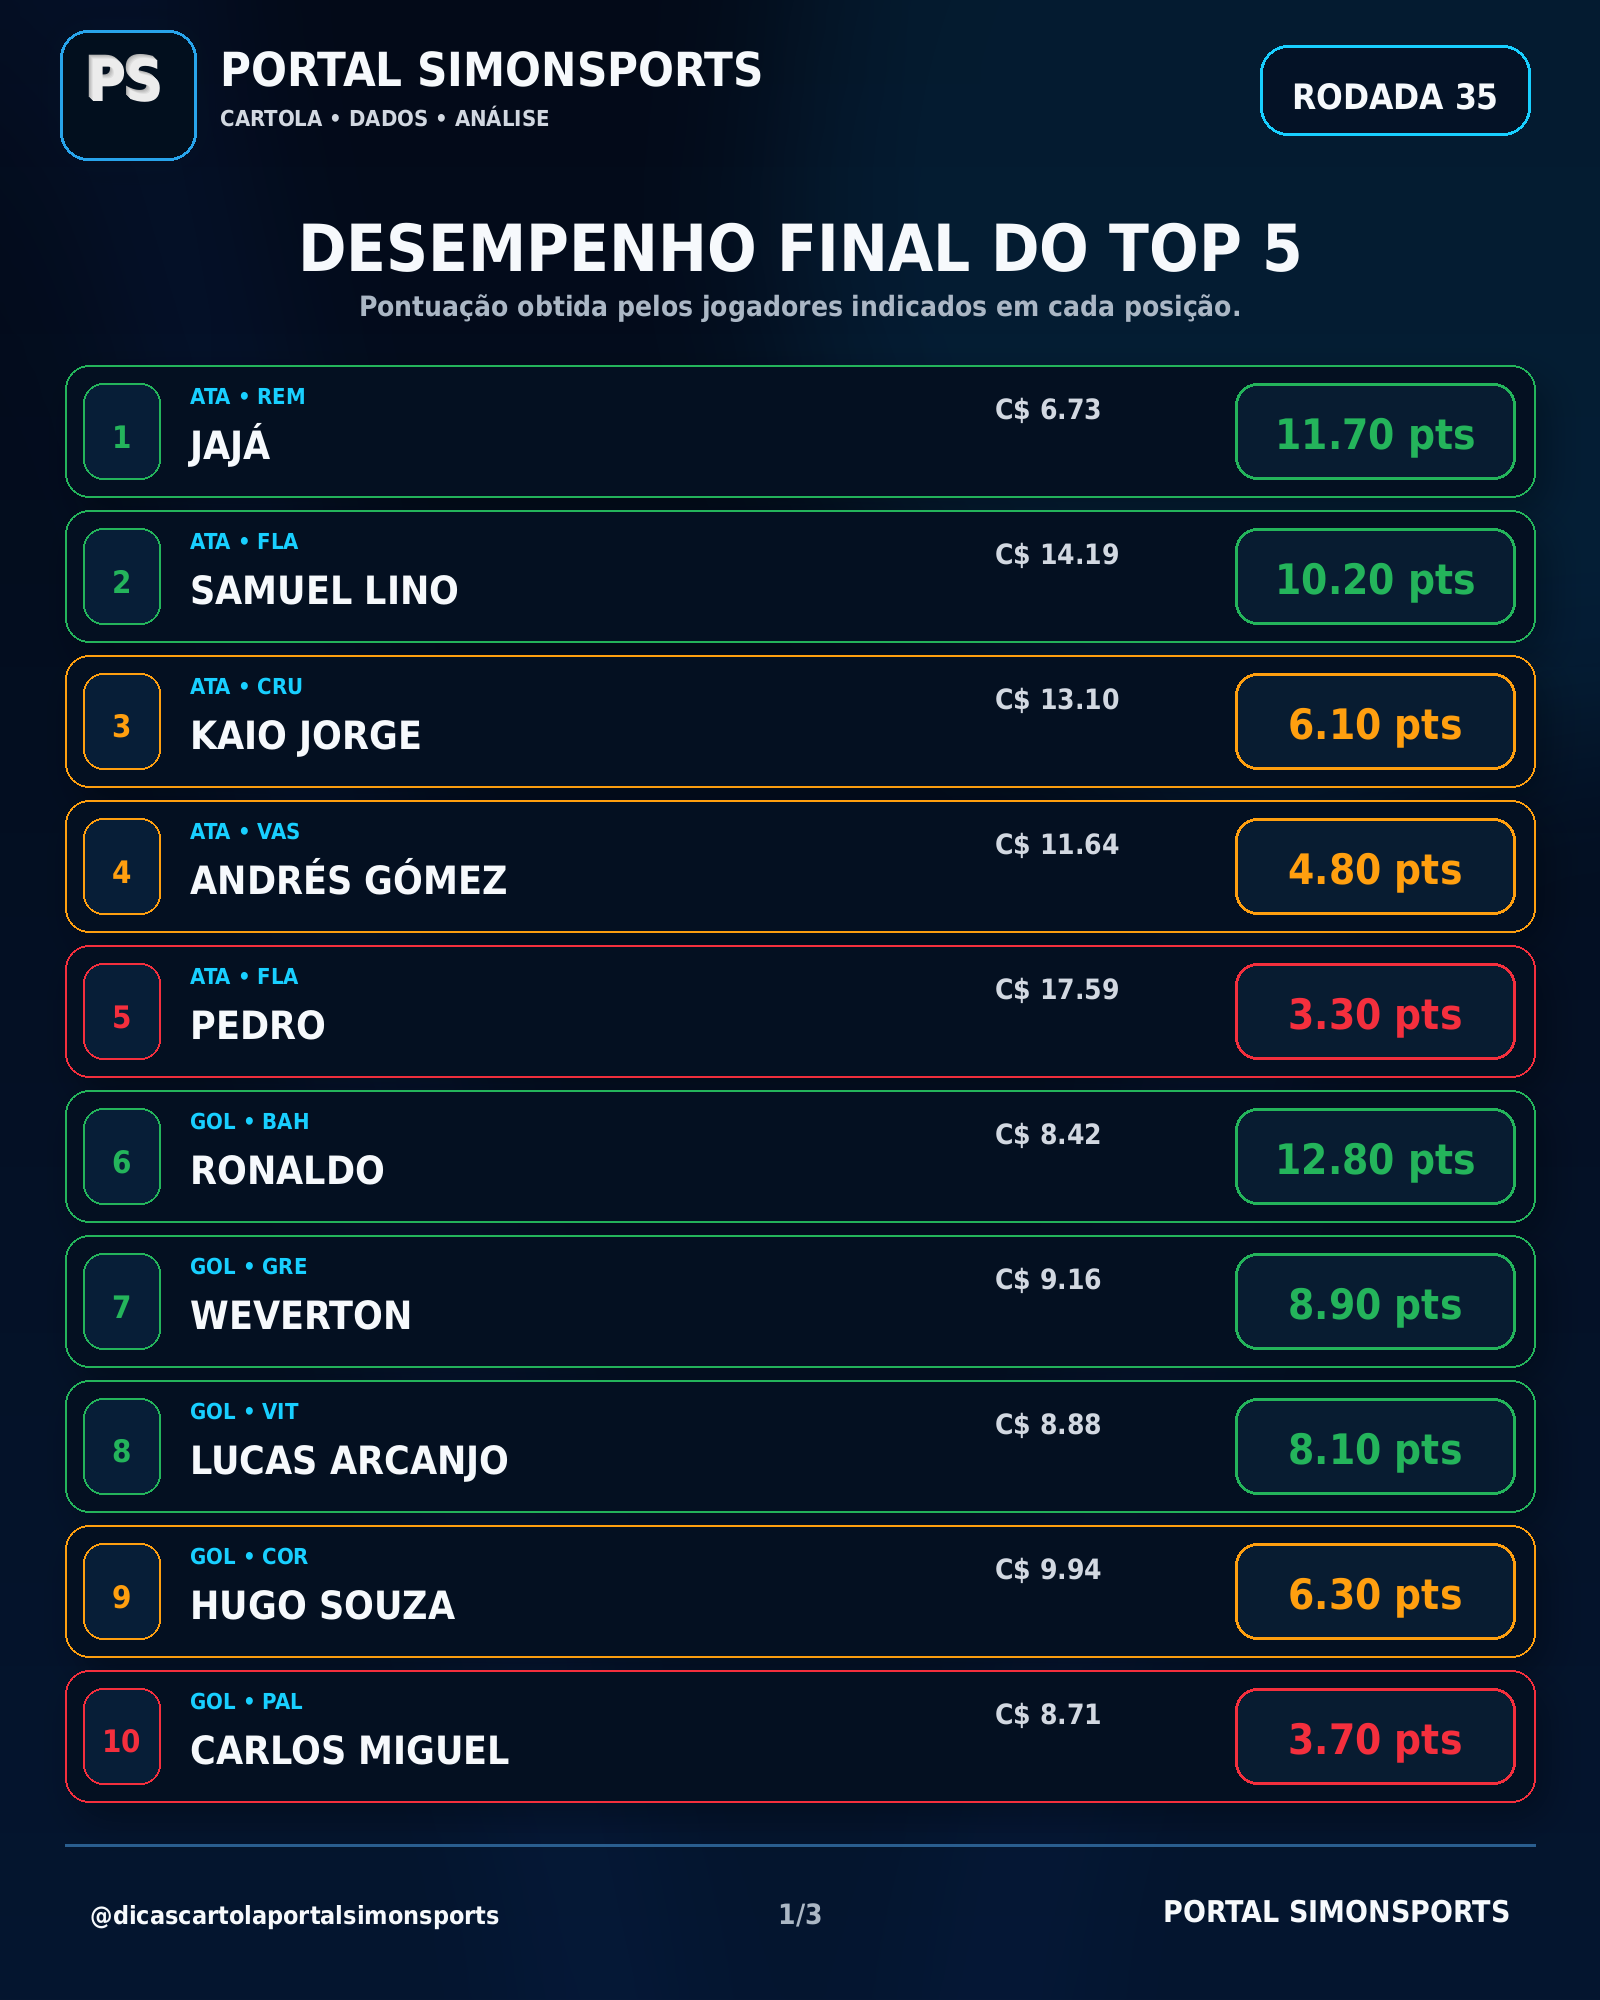 PS
PORTAL SIMONSPORTS
CARTOLA • DADOS • ANÁLISE
RODADA 35
DESEMPENHO FINAL DO TOP 5
Pontuação obtida pelos jogadores indicados em cada posição.
1
ATA • REM
JAJÁ
C$ 6.73
11.70 pts
2
ATA • FLA
SAMUEL LINO
C$ 14.19
10.20 pts
3
ATA • CRU
KAIO JORGE
C$ 13.10
6.10 pts
4
ATA • VAS
ANDRÉS GÓMEZ
C$ 11.64
4.80 pts
5
ATA • FLA
PEDRO
C$ 17.59
3.30 pts
6
GOL • BAH
RONALDO
C$ 8.42
12.80 pts
7
GOL • GRE
WEVERTON
C$ 9.16
8.90 pts
8
GOL • VIT
LUCAS ARCANJO
C$ 8.88
8.10 pts
9
GOL • COR
HUGO SOUZA
C$ 9.94
6.30 pts
10
GOL • PAL
CARLOS MIGUEL
C$ 8.71
3.70 pts
@dicascartolaportalsimonsports
1/3
PORTAL SIMONSPORTS